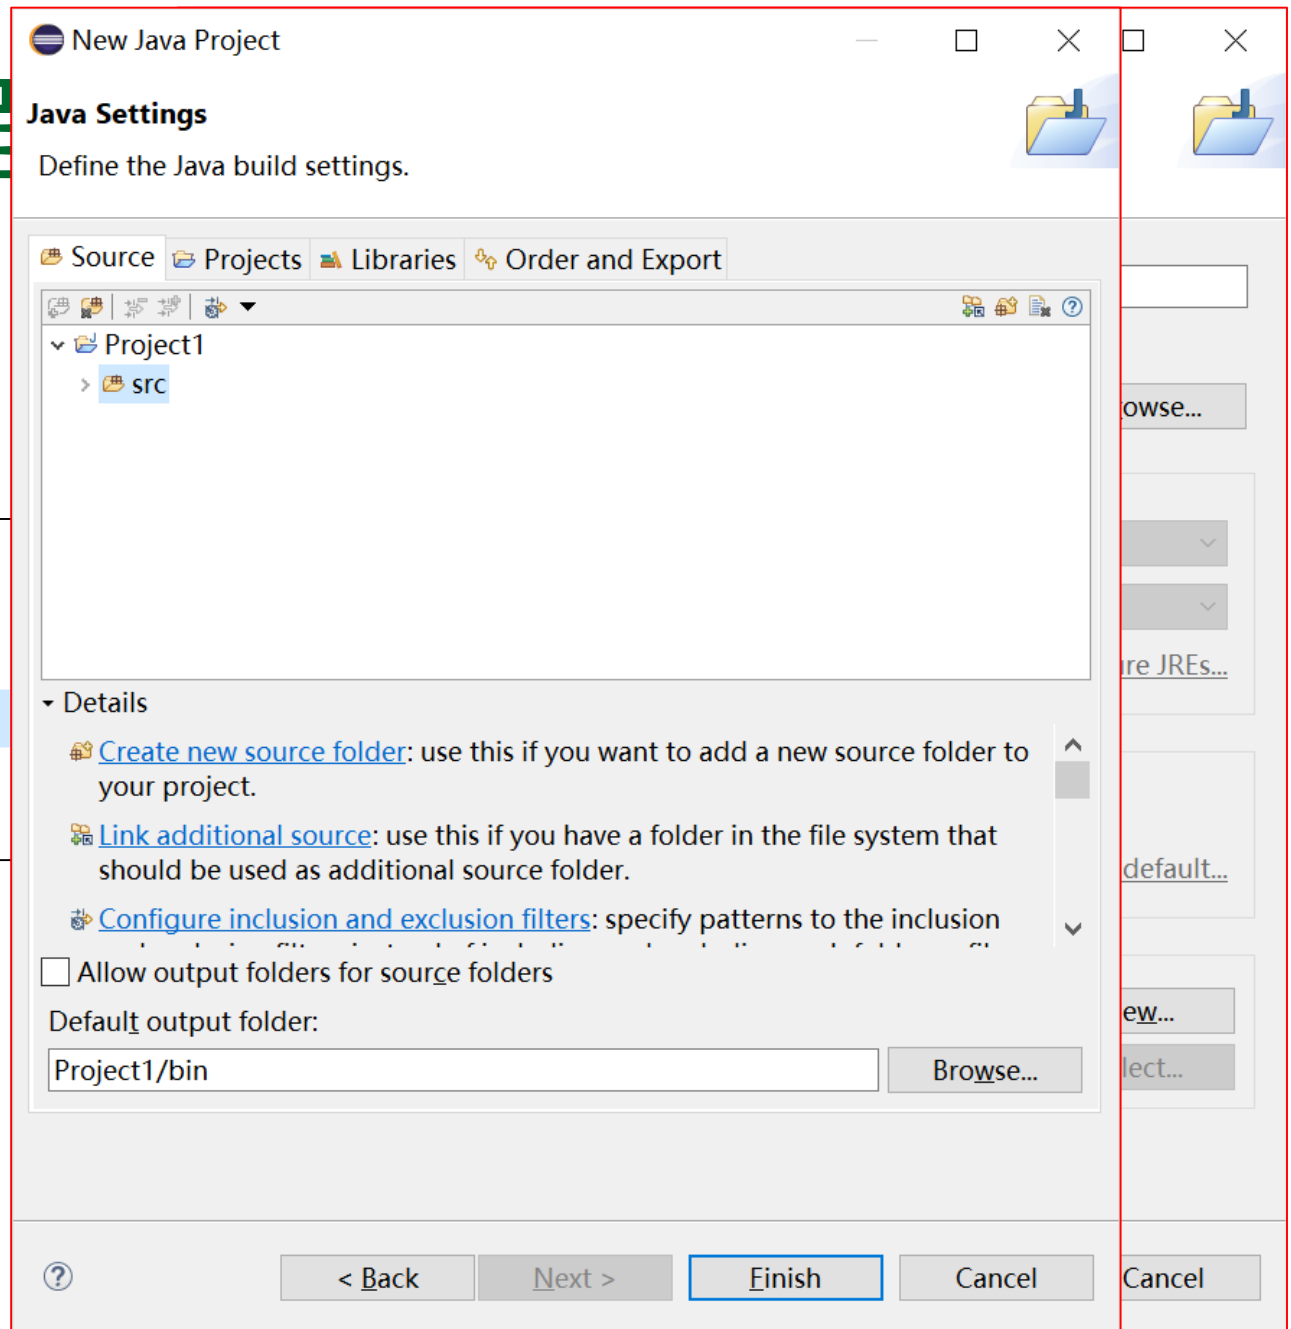 New Java Project
Java Settings
Define the Java build settings.
Source
Projects
Libraries
Order and Export
Project1
src
Details
Create new source folder: use this if you want to add a new source folder to
your project.
Link additional source: use this if you have a folder in the file system that
should be used as additional source folder.
Configure inclusion and exclusion filters: specify patterns to the inclusion
Allow output folders for source folders
Default output folder:
Project1/bin
Browse...
< Back
Next >
Finish
Cancel
owse...
re JREs...
default...
ew...
lect...
Cancel